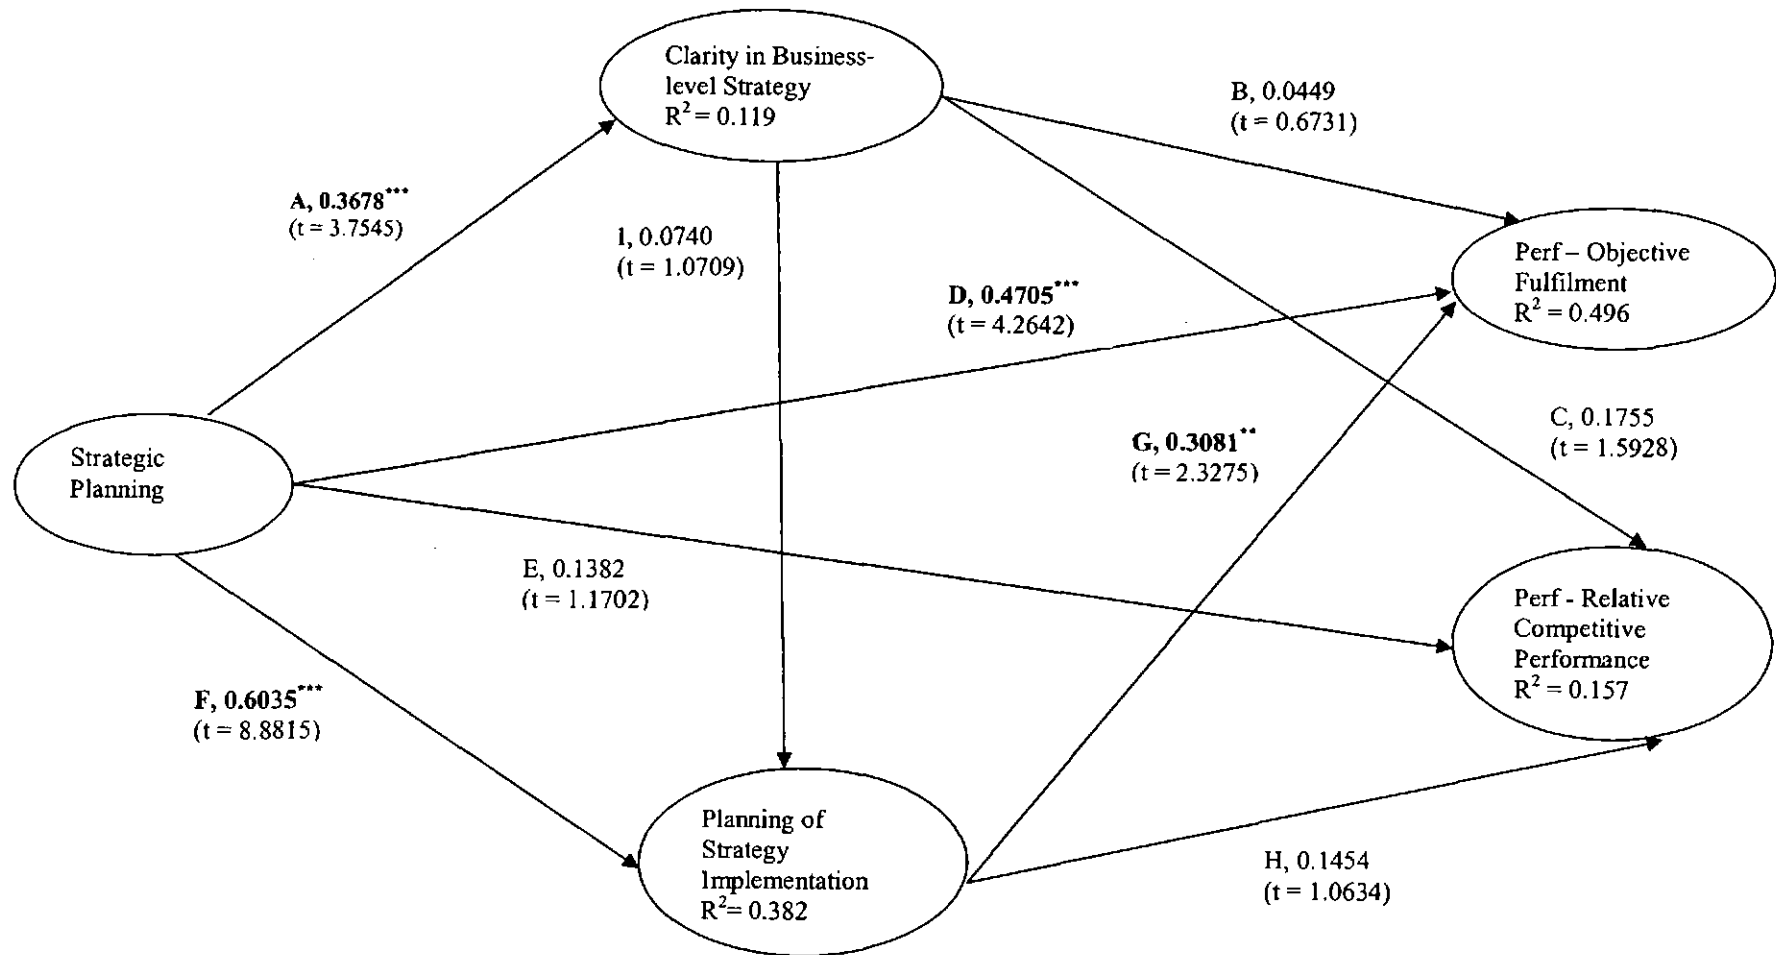 Clarity in Business-
level Strategy
R² = 0.119
B, 0.0449
(t = 0.6731)
A, 0.3678***
(t = 3.7545)
I, 0.0740
(t = 1.0709)
Perf – Objective
Fulfilment
R² = 0.496
D, 0.4705***
(t = 4.2642)
C, 0.1755
(t = 1.5928)
G, 0.3081**
(t = 2.3275)
Strategic
Planning
E, 0.1382
(t = 1.1702)
Perf - Relative
Competitive
Performance
R² = 0.157
F, 0.6035***
(t = 8.8815)
Planning of
Strategy
Implementation
R²= 0.382
H, 0.1454
(t = 1.0634)